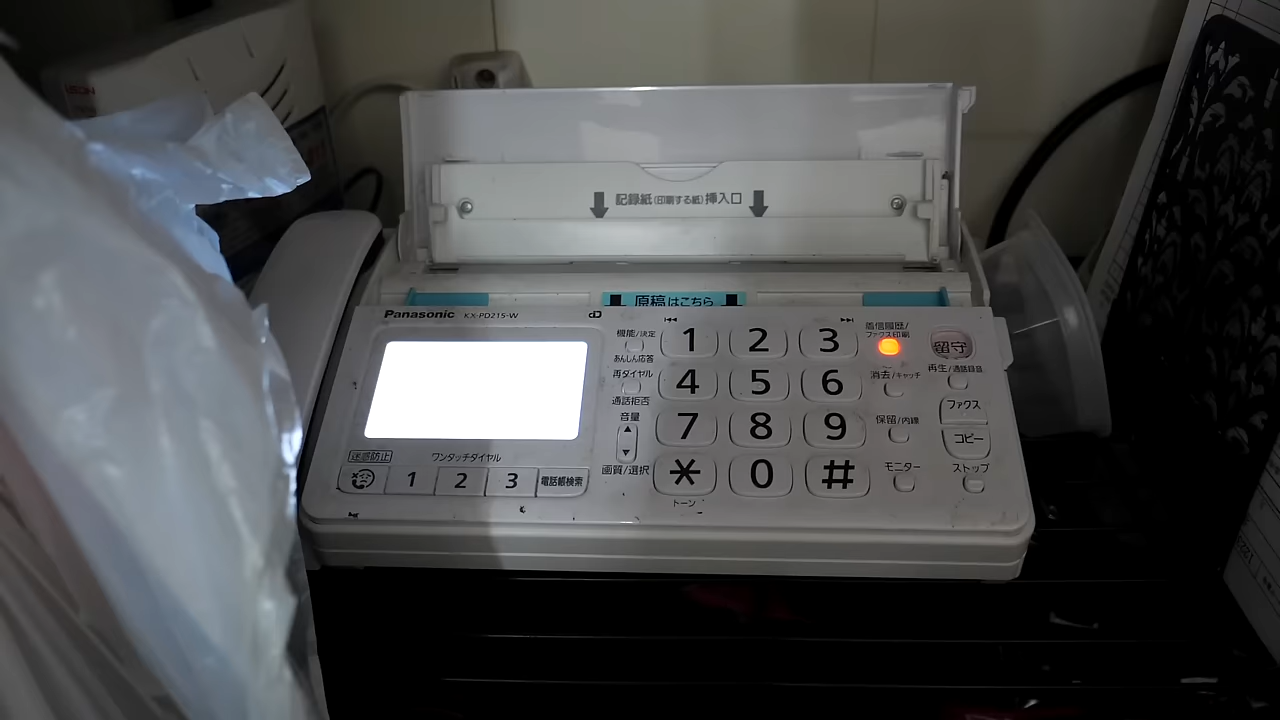 記録紙(印刷する紙)挿入口
原稿はこちら
Panasonic KX-PD215-W
機能/決定
あんしん応答
再ダイヤル
通話拒否
音量
画質/選択
1 2 3
4 5 6
7 8 9
* 0 #
トーン
着信履歴/
ファクス印刷
留守
消去/キャッチ
再生/通話録音
ファクス
保留/内線
コピー
モニター
ストップ
迷惑防止
ワンタッチダイヤル
1 2 3 電話帳検索